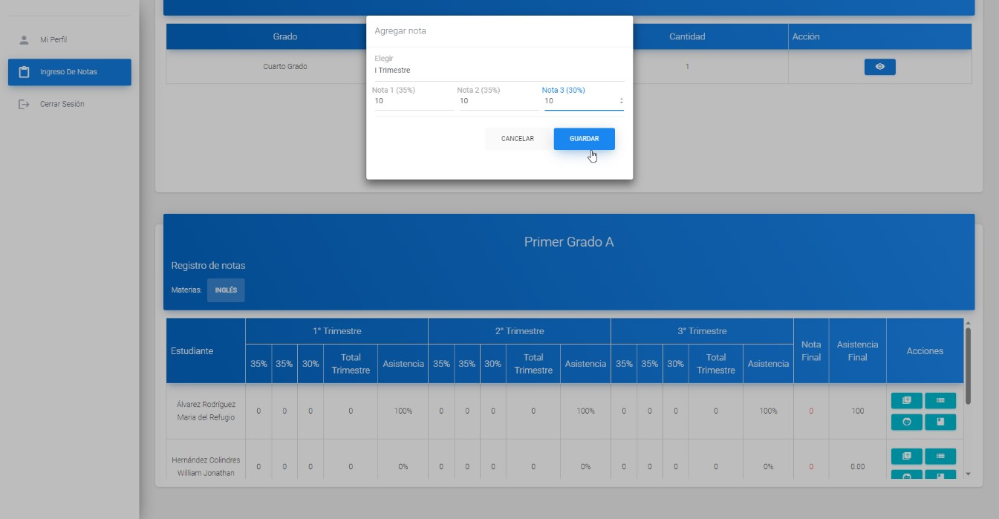 Mi Perfil
Ingreso De Notas
Cerrar Sesión
Grado
Cantidad
Acción
Cuarto Grado
1
Agregar nota
Elegir
I Trimestre
Nota 1 (35%)
Nota 2 (35%)
Nota 3 (30%)
10
10
10
CANCELAR
GUARDAR
Primer Grado A
Registro de notas
Materias:
INGLÉS
Estudiante
1° Trimestre
2° Trimestre
3° Trimestre
Nota
Final
Asistencia
Final
Acciones
35%
35%
30%
Total
Trimestre
Asistencia
35%
35%
30%
Total
Trimestre
Asistencia
35%
35%
30%
Total
Trimestre
Asistencia
Álvarez Rodríguez
Maria del Refugio
0
0
0
0
100%
0
0
0
0
100%
0
0
0
0
100%
0
100
Hernández Colindres
William Jonathan
0
0
0
0
0%
0
0
0
0
0%
0
0
0
0
0%
0
0.00